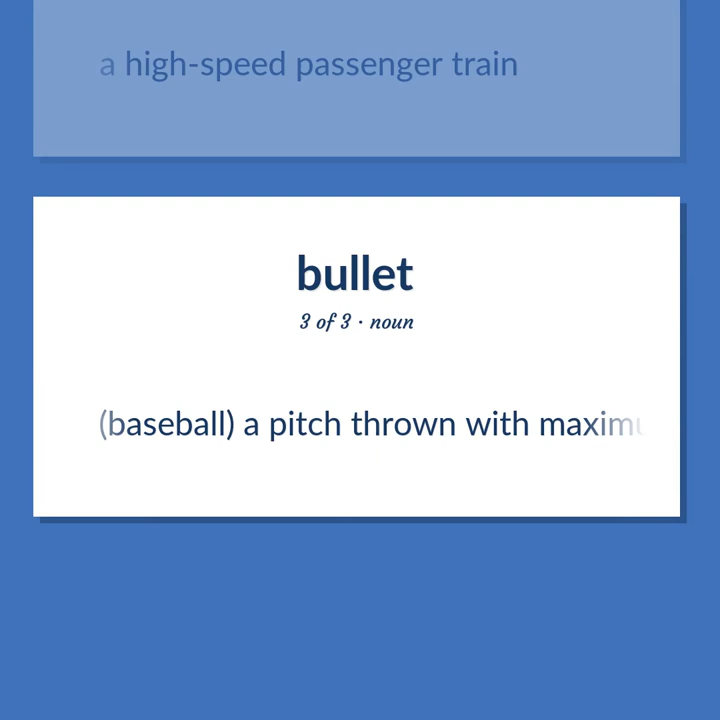 a high-speed passenger train
bullet
3 of 3 · noun
(baseball) a pitch thrown with